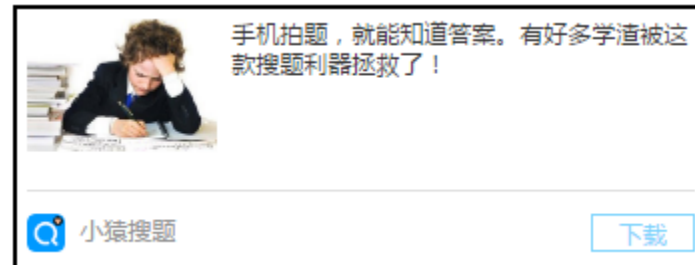 手机拍题，就能知道答案。有好多学渣被这
款搜题利器拯救了！
小猿搜题
下载